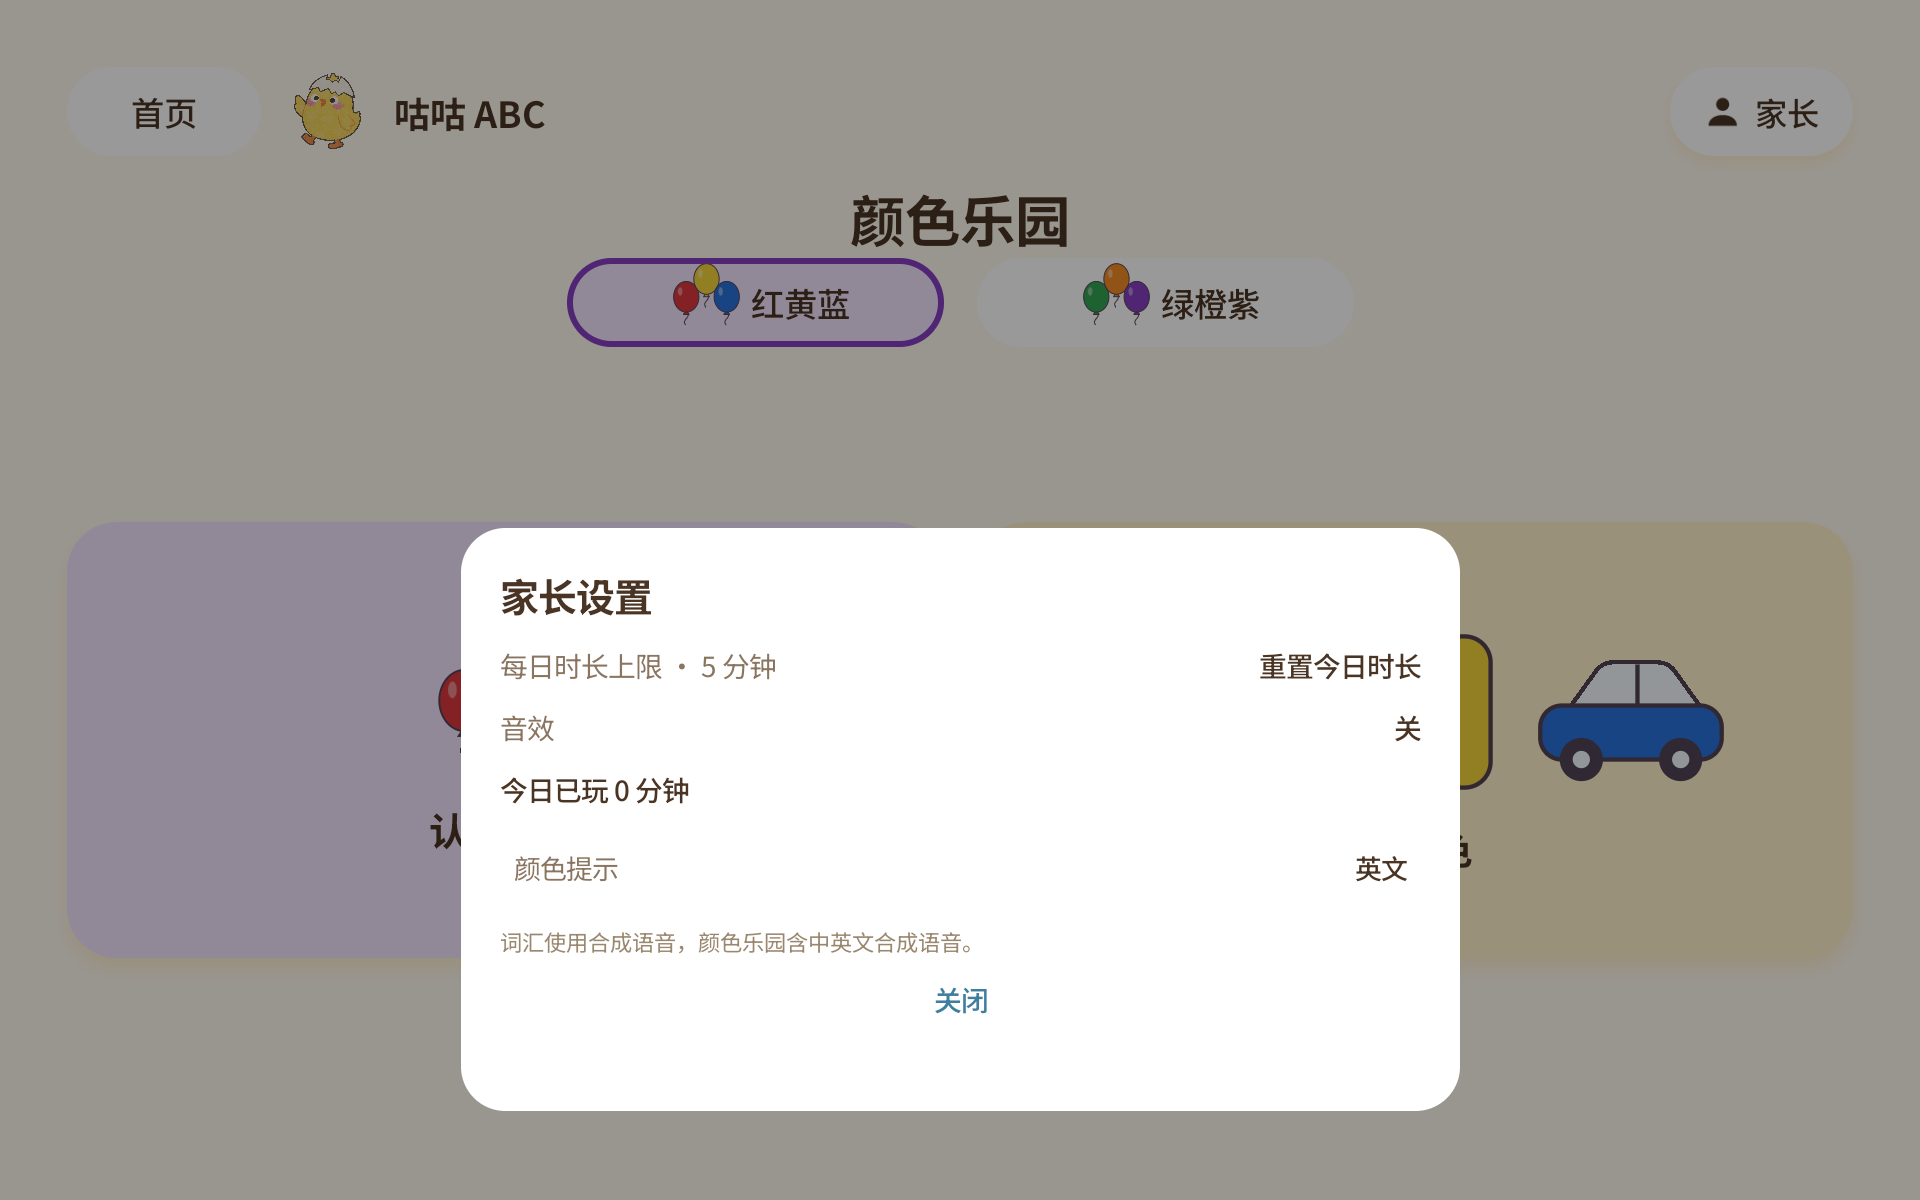 首页
咕咕 ABC
家长
颜色乐园
红黄蓝
绿橙紫
家长设置
每日时长上限 · 5 分钟
重置今日时长
音效
关
今日已玩 0 分钟
颜色提示
英文
词汇使用合成语音，颜色乐园含中英文合成语音。
关闭
认